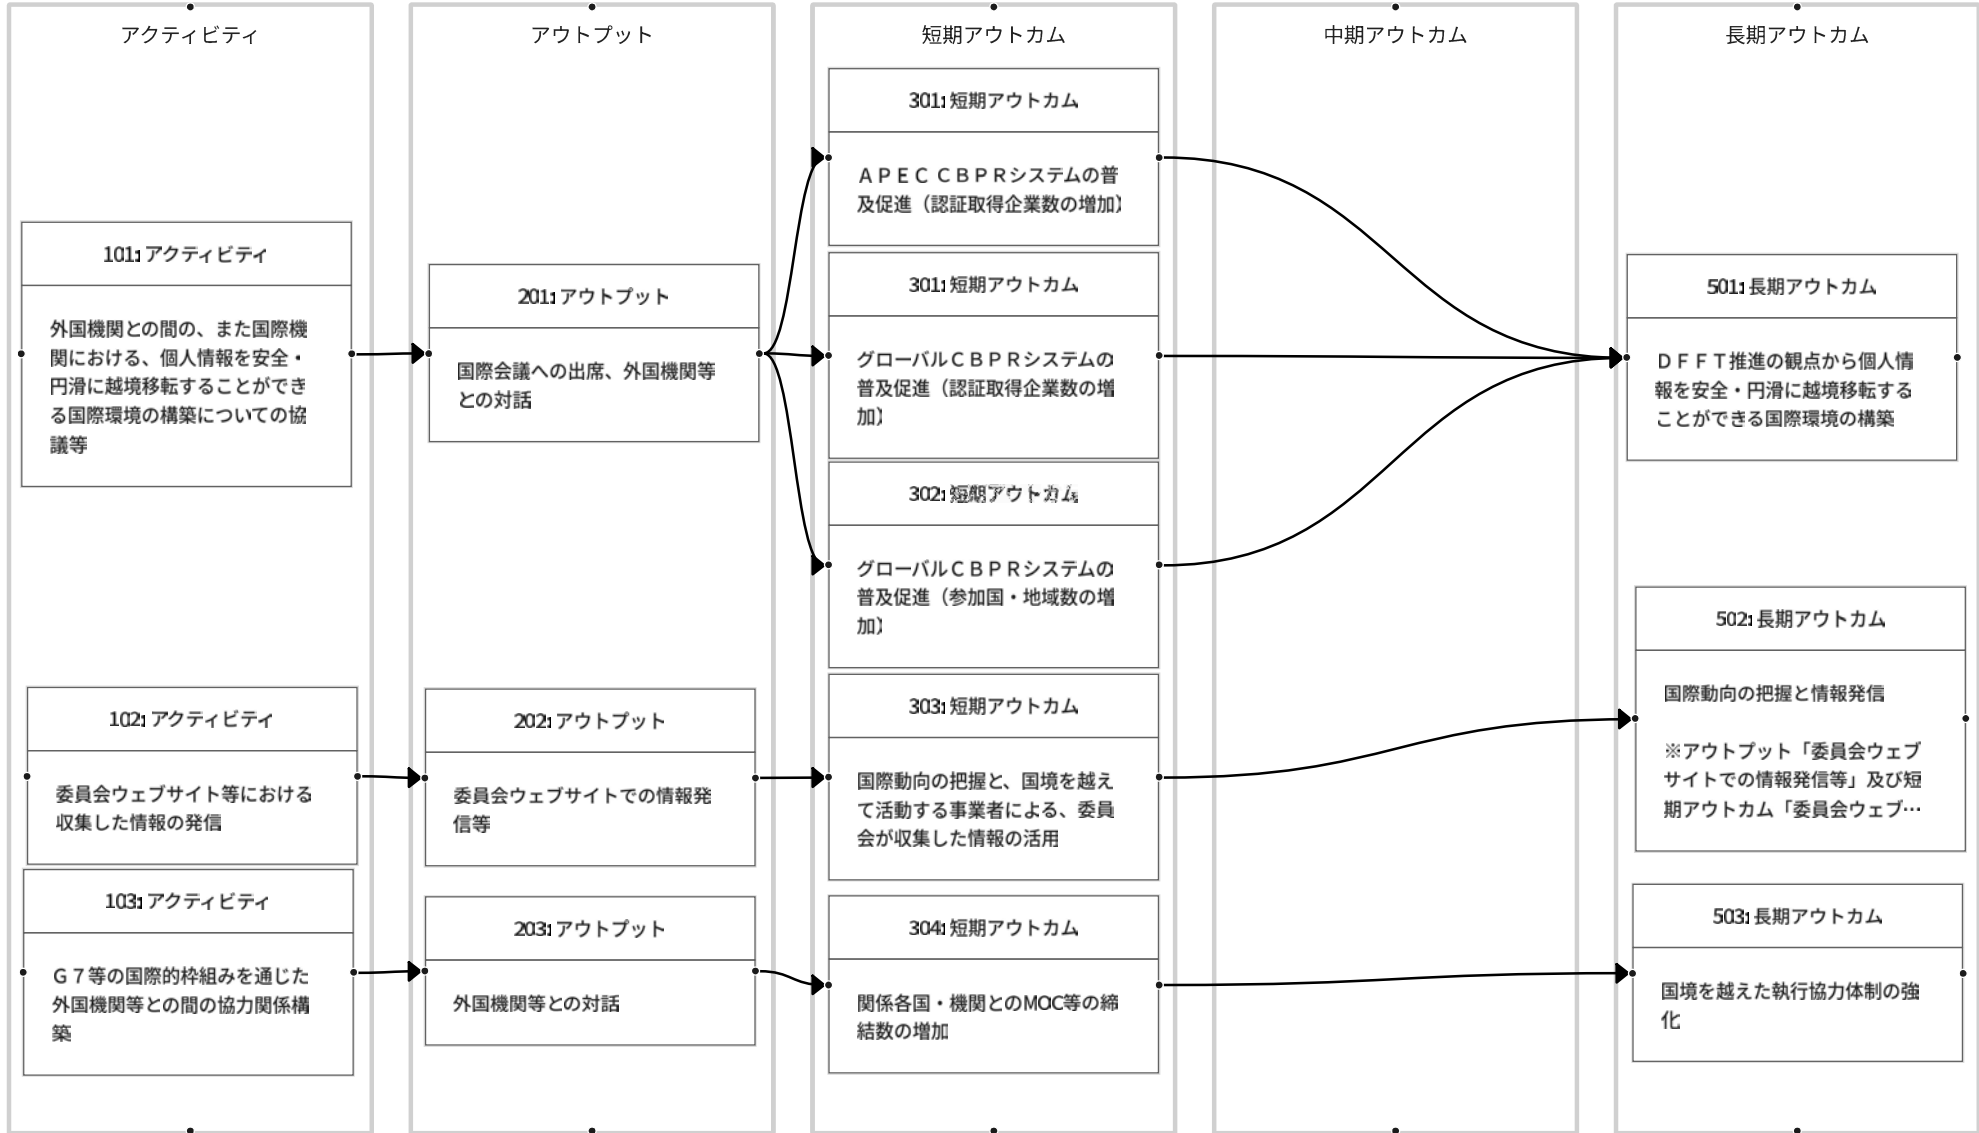 アクティビティ
101: アクティビティ
外国機関との間の、また国際機
関における、個人情報を安全・
円滑に越境移転することができ
る国際環境の構築についての協
議等
102: アクティビティ
委員会ウェブサイト等における
収集した情報の発信
103: アクティビティ
Ｇ７等の国際的枠組みを通じた
外国機関等との間の協力関係構
築
アウトプット
201: アウトプット
国際会議への出席、外国機関等
との対話
202: アウトプット
委員会ウェブサイトでの情報発
信等
203: アウトプット
外国機関等との対話
短期アウトカム
301: 短期アウトカム
ＡＰＥＣＣＢＰＲシステムの普
及促進（認証取得企業数の増加）
301: 短期アウトカム
グローバルＣＢＰＲシステムの
普及促進（認証取得企業数の増
加）
302: 短期アウトカム
グローバルＣＢＰＲシステムの
普及促進（参加国・地域数の増
加）
303: 短期アウトカム
国際動向の把握と、国境を越え
て活動する事業者による、委員
会が収集した情報の活用
304: 短期アウトカム
関係各国・機関とのMOC等の締
結数の増加
中期アウトカム
長期アウトカム
501: 長期アウトカム
ＤＦＦＴ推進の観点から個人情
報を安全・円滑に越境移転する
ことができる国際環境の構築
502: 長期アウトカム
国際動向の把握と情報発信
※アウトプット「委員会ウェブ
サイトでの情報発信等」及び短
期アウトカム「委員会ウェブ…
503: 長期アウトカム
国境を越えた執行協力体制の強
化